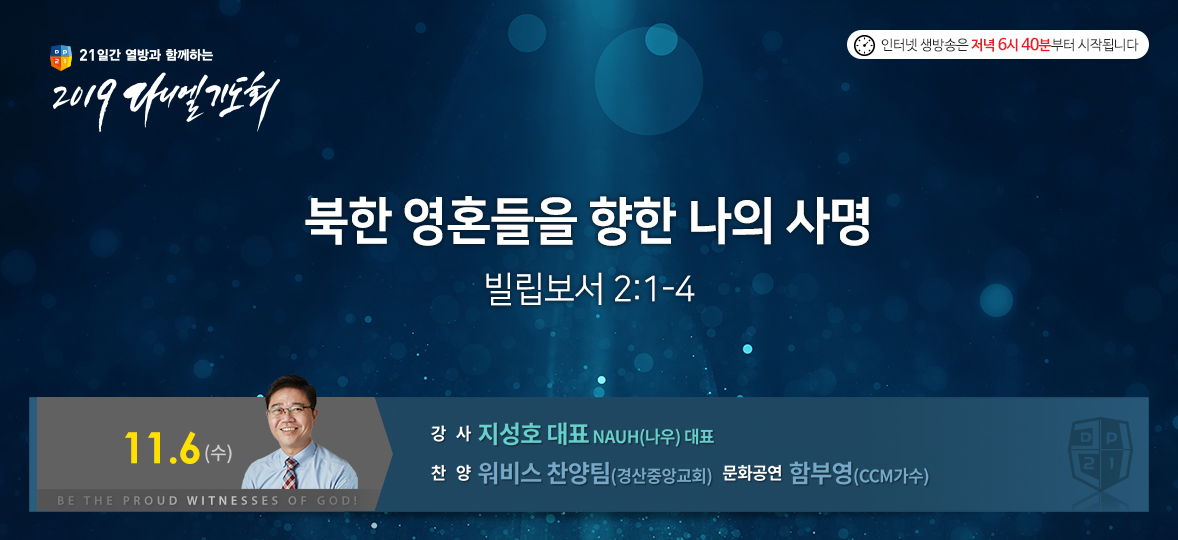 D P 2 1
21일간 열방과 함께하는
2019 다니엘기도회
인터넷 생방송은 저녁 6시 40분부터 시작됩니다
북한 영혼들을 향한 나의 사명
빌립보서 2:1-4
11.6(수)
BE THE PROUD WITNESSES OF GOD!
강 사 지성호 대표 NAUH(나우) 대표
찬 양 워비스 찬양팀(경산중앙교회) 문화공연 함부영(CCM가수)
D P 2 1